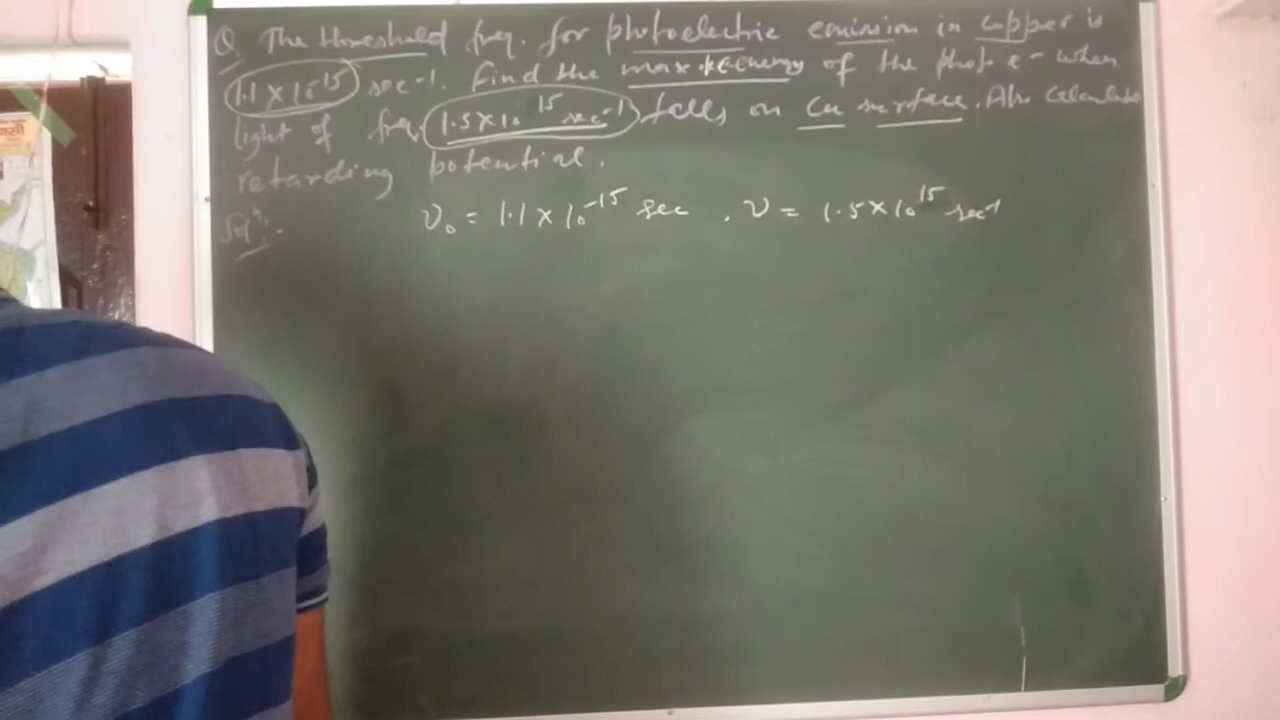 Q The threshold freq. for photoelectric emission in copper is
1.1 × 10^15 sec^-1. Find the max. K.E energy of the phot. e^- when
light of freq. 1.5 × 10^15 sec^-1 falls on Cu surface. Also Calculate
retarding potential.
Sol^n:- ν₀ = 1.1 × 10^-15 sec , ν = 1.5 × 10^15 sec^-1